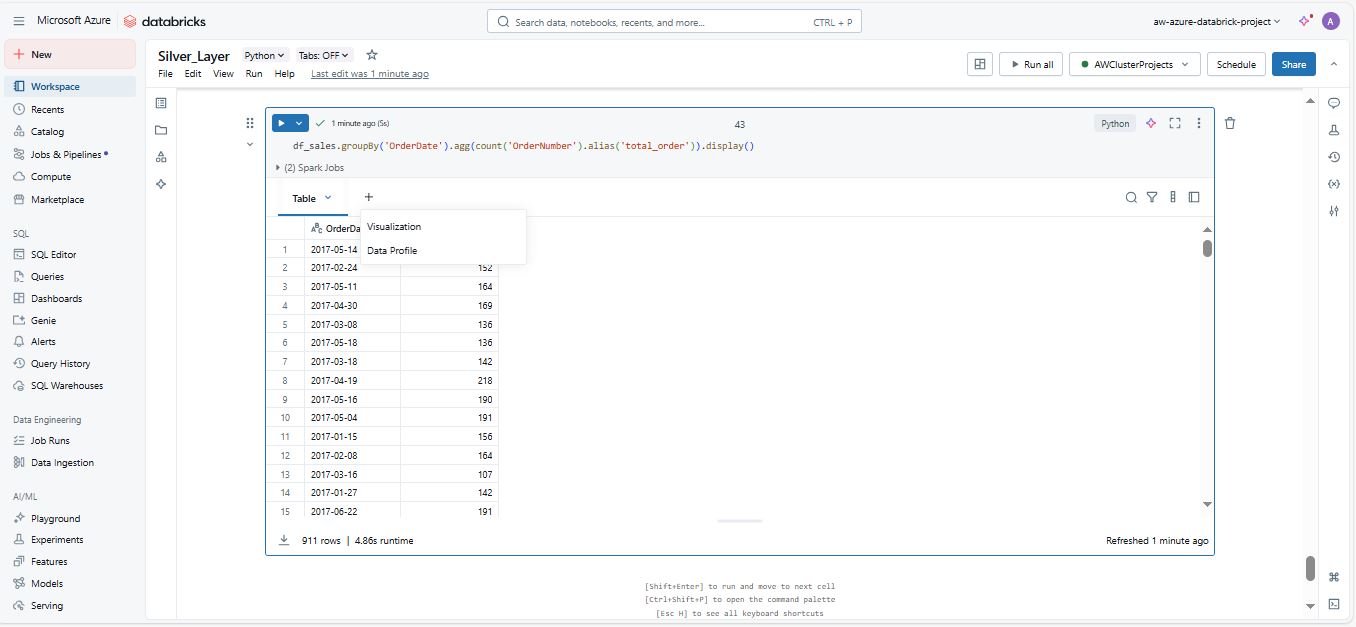 Microsoft Azure databricks Search data, notebooks, recents, and more... CTRL + P aw-azure-databrick-project A
New
Workspace
Recents
Catalog
Jobs & Pipelines
Compute
Marketplace
SQL
SQL Editor
Queries
Dashboards
Genie
Alerts
Query History
SQL Warehouses
Data Engineering
Job Runs
Data Ingestion
AI/ML
Playground
Experiments
Features
Models
Serving
Silver_Layer Python Tabs: OFF
File Edit View Run Help Last edit was 1 minute ago
Run all AWClusterProjects Schedule Share
1 minute ago (5s) 43 Python
df_sales.groupBy('OrderDate').agg(count('OrderNumber').alias('total_order')).display()
(2) Spark Jobs
Table +
Visualization
Data Profile
ABC OrderDa
1 2017-05-14
2 2017-02-24 152
3 2017-05-11 164
4 2017-04-30 169
5 2017-03-08 136
6 2017-05-18 136
7 2017-03-18 142
8 2017-04-19 218
9 2017-05-16 190
10 2017-05-04 191
11 2017-01-15 156
12 2017-02-08 164
13 2017-03-16 107
14 2017-01-27 142
15 2017-06-22 191
911 rows | 4.86s runtime Refreshed 1 minute ago
[Shift+Enter] to run and move to next cell
[Ctrl+Shift+P] to open the command palette
[Esc H] to see all keyboard shortcuts